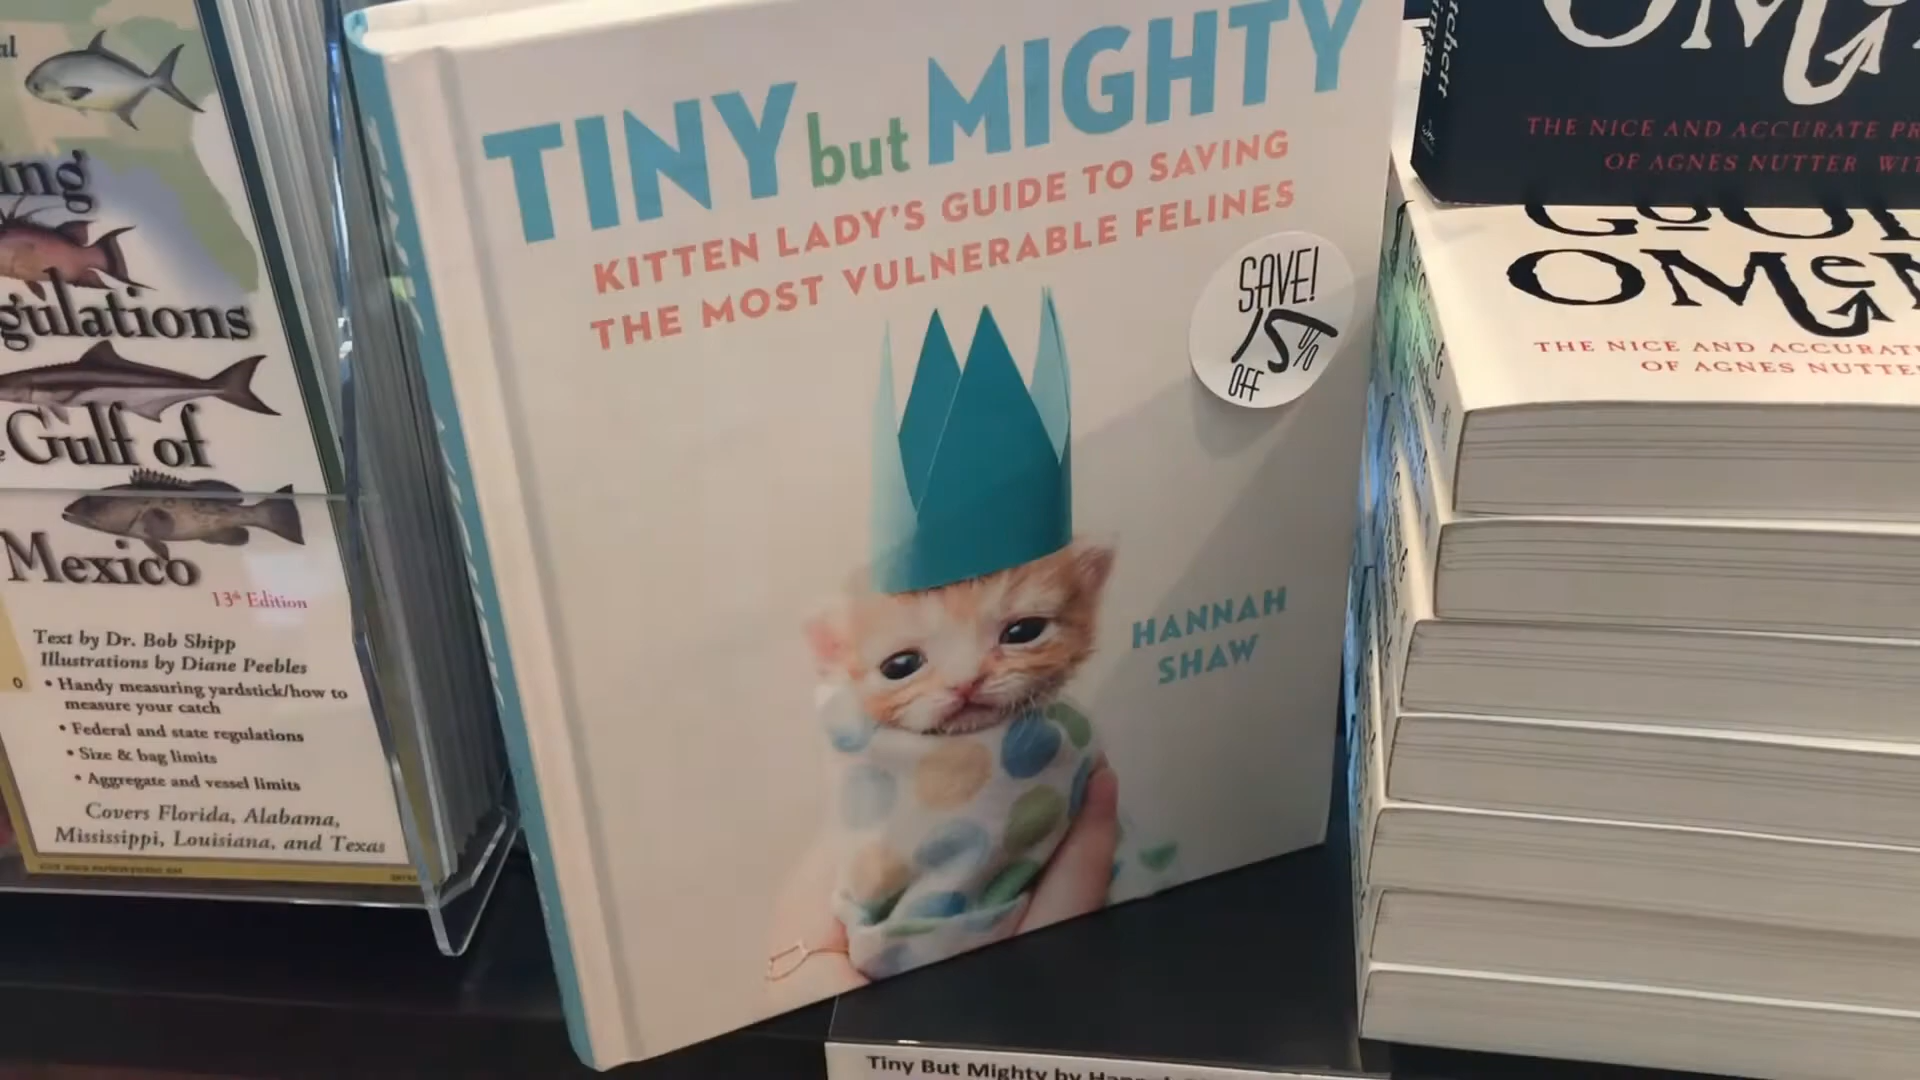 gulations
Gulf of
Mexico
13th Edition
Text by Dr. Bob Shipp
Illustrations by Diane Peebles
• Handy measuring yardstick/how to
measure your catch
• Federal and state regulations
• Size & bag limits
• Aggregate and vessel limits
Covers Florida, Alabama,
Mississippi, Louisiana, and Texas
TINY but MIGHTY
KITTEN LADY'S GUIDE TO SAVING
THE MOST VULNERABLE FELINES
SAVE!
15%
OFF
HANNAH
SHAW
Tiny But Mighty by
THE NICE AND ACCURATE
OF AGNES NUTTER
GOOD
OMEN
THE NICE AND ACCURATE
OF AGNES NUTTER